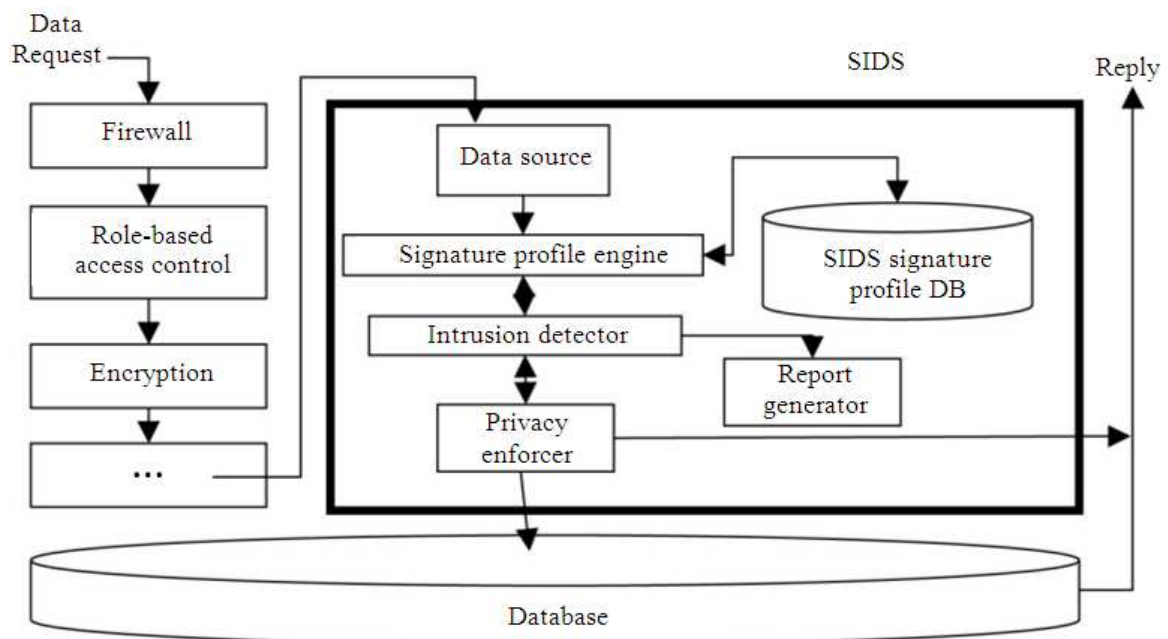 Data
Request
Firewall
Role-based
access control
Encryption
...
SIDS
Reply
Data source
Signature profile engine
SIDS signature
profile DB
Intrusion detector
Report
generator
Privacy
enforcer
Database